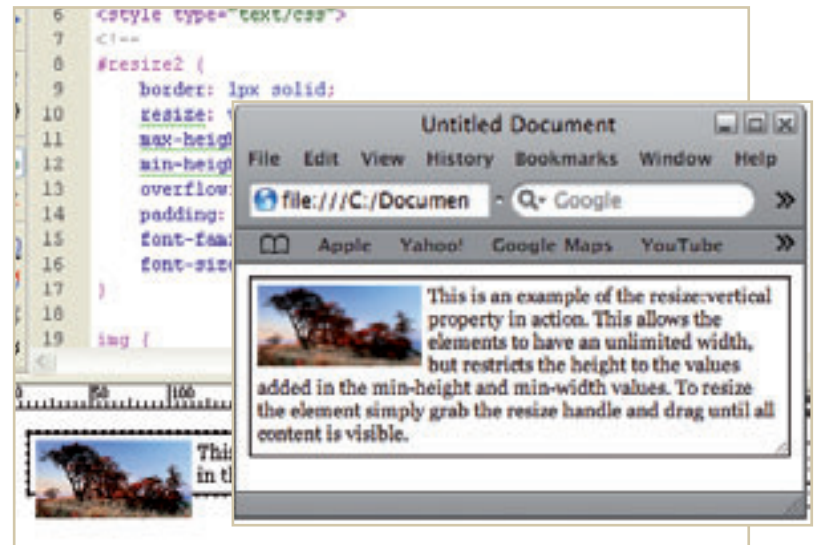 6 <style type="text/css">
7 <!--
8 #resize2 {
9 border: 1px solid;
10 resize:
11 max-heigh
12 min-heigh
13 overflow:
14 padding:
15 font-fami
16 font-size
17 }
18
19 img {
50 100
This
in t
Untitled Document
File Edit View History Bookmarks Window Help
file:///C:/Documen Google
Apple Yahoo! Google Maps YouTube
This is an example of the resize:vertical
property in action. This allows the
elements to have an unlimited width,
but restricts the height to the values
added in the min-height and min-width values. To resize
the element simply grab the resize handle and drag until all
content is visible.